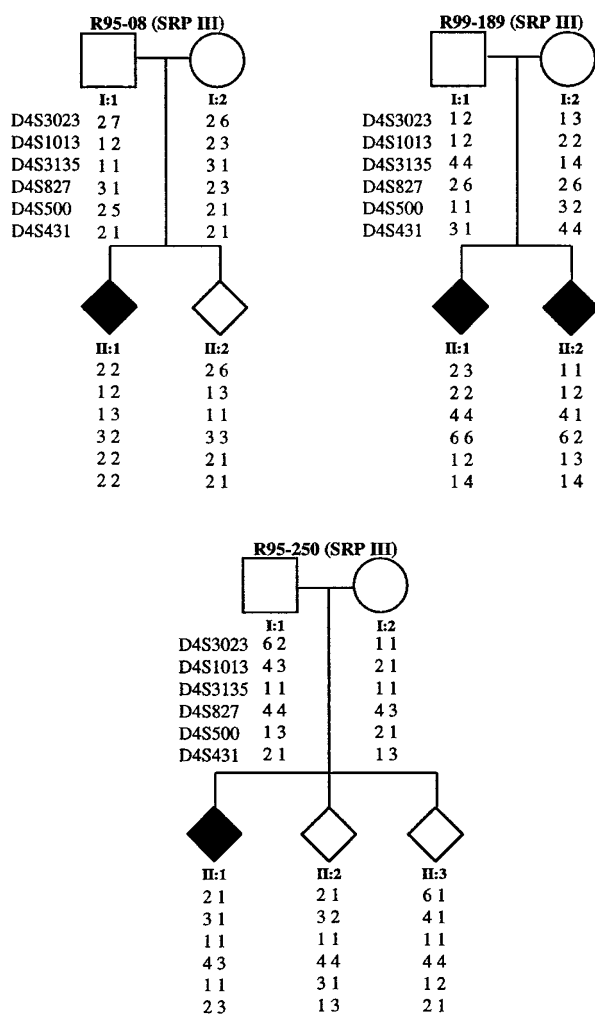 R95-08 (SRP III)
I:1 I:2
D4S3023 2 7 2 6
D4S1013 1 2 2 3
D4S3135 1 1 3 1
D4S827 3 1 2 3
D4S500 2 5 2 1
D4S431 2 1 2 1
II:1 II:2
2 2 2 6
1 2 1 3
1 3 1 1
3 2 3 3
2 2 2 1
2 2 2 1
R99-189 (SRP III)
I:1 I:2
D4S3023 1 2 1 3
D4S1013 1 2 2 2
D4S3135 4 4 1 4
D4S827 2 6 2 6
D4S500 1 1 3 2
D4S431 3 1 4 4
II:1 II:2
2 3 1 1
2 2 1 2
4 4 4 1
6 6 6 2
1 2 1 3
1 4 1 4
R95-250 (SRP III)
I:1 I:2
D4S3023 6 2 1 1
D4S1013 4 3 2 1
D4S3135 1 1 1 1
D4S827 4 4 4 3
D4S500 1 3 2 1
D4S431 2 1 1 3
II:1 II:2 II:3
2 1 2 1 6 1
3 1 3 2 4 1
1 1 1 1 1 1
4 3 4 4 4 4
1 1 3 1 1 2
2 3 1 3 2 1